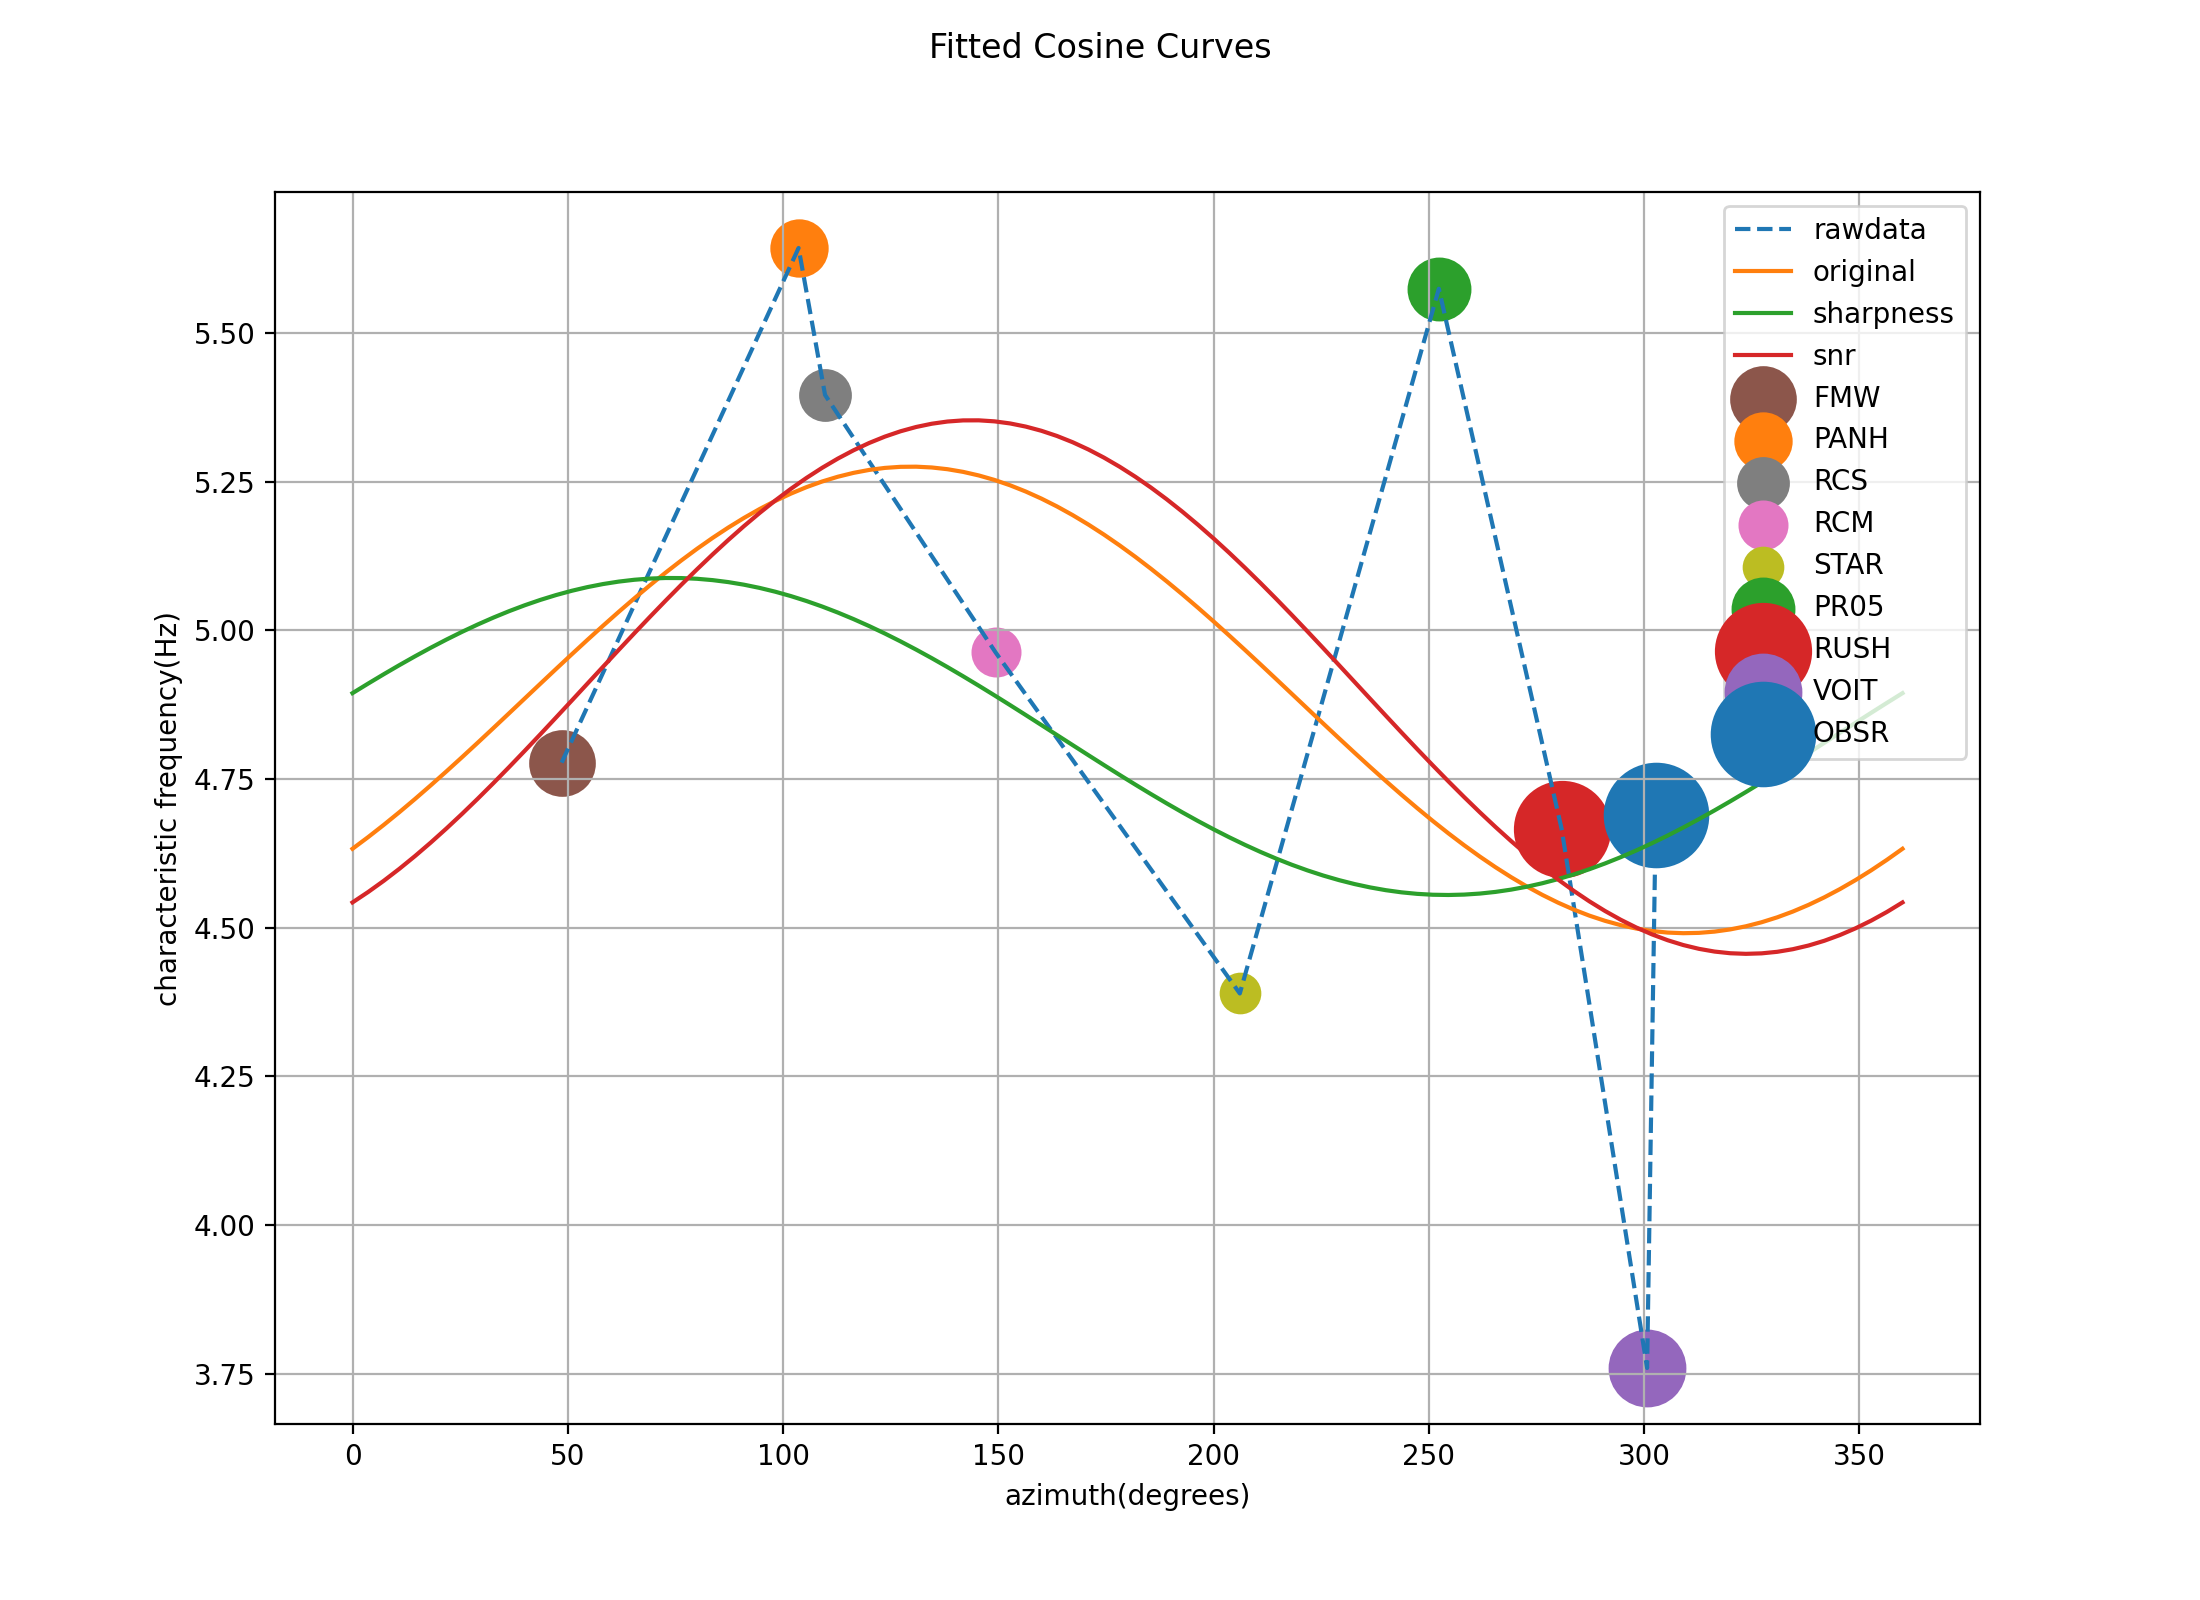 Fitted Cosine Curves
characteristic frequency(Hz)
5.50
5.25
5.00
4.75
4.50
4.25
4.00
3.75
rawdata
original
sharpness
snr
FMW
PANH
RCS
RCM
STAR
PR05
RUSH
VOIT
OBSR
0 50 100 150 200 250 300 350
azimuth(degrees)